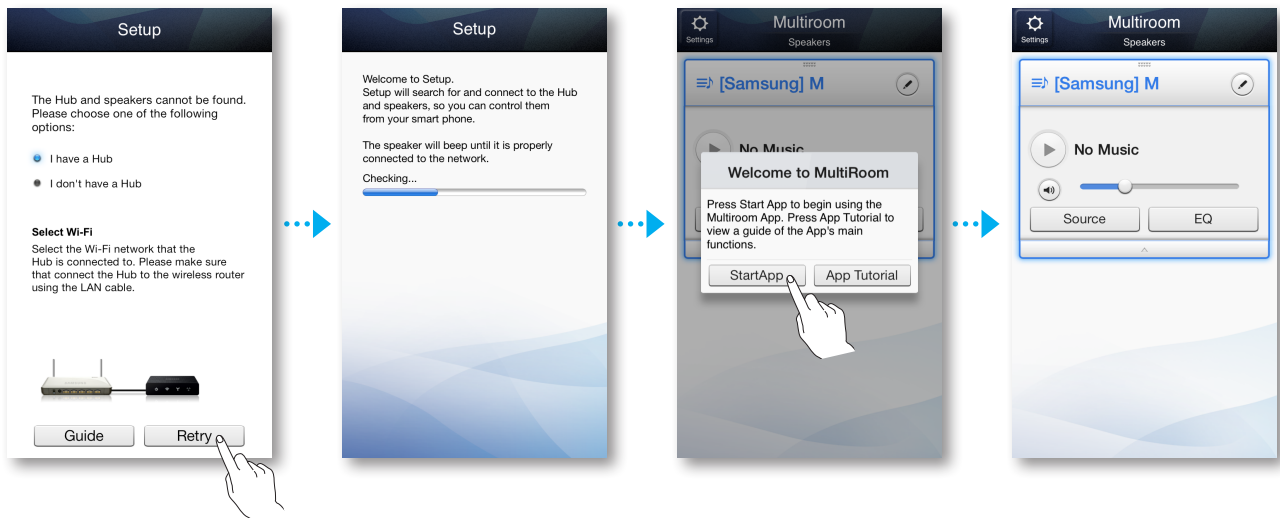 Setup
The Hub and speakers cannot be found.
Please choose one of the following
options:
I have a Hub
I don't have a Hub
Select Wi-Fi
Select the Wi-Fi network that the
Hub is connected to. Please make sure
that connect the Hub to the wireless router
using the LAN cable.
Guide
Retry
Setup
Welcome to Setup.
Setup will search for and connect to the Hub
and speakers, so you can control them
from your smart phone.
The speaker will beep until it is properly
connected to the network.
Checking...
Settings
Multiroom
Speakers
[Samsung] M
No Music
Welcome to MultiRoom
Press Start App to begin using the
Multiroom App. Press App Tutorial to
view a guide of the App's main
functions.
StartApp
App Tutorial
Settings
Multiroom
Speakers
[Samsung] M
No Music
Source
EQ